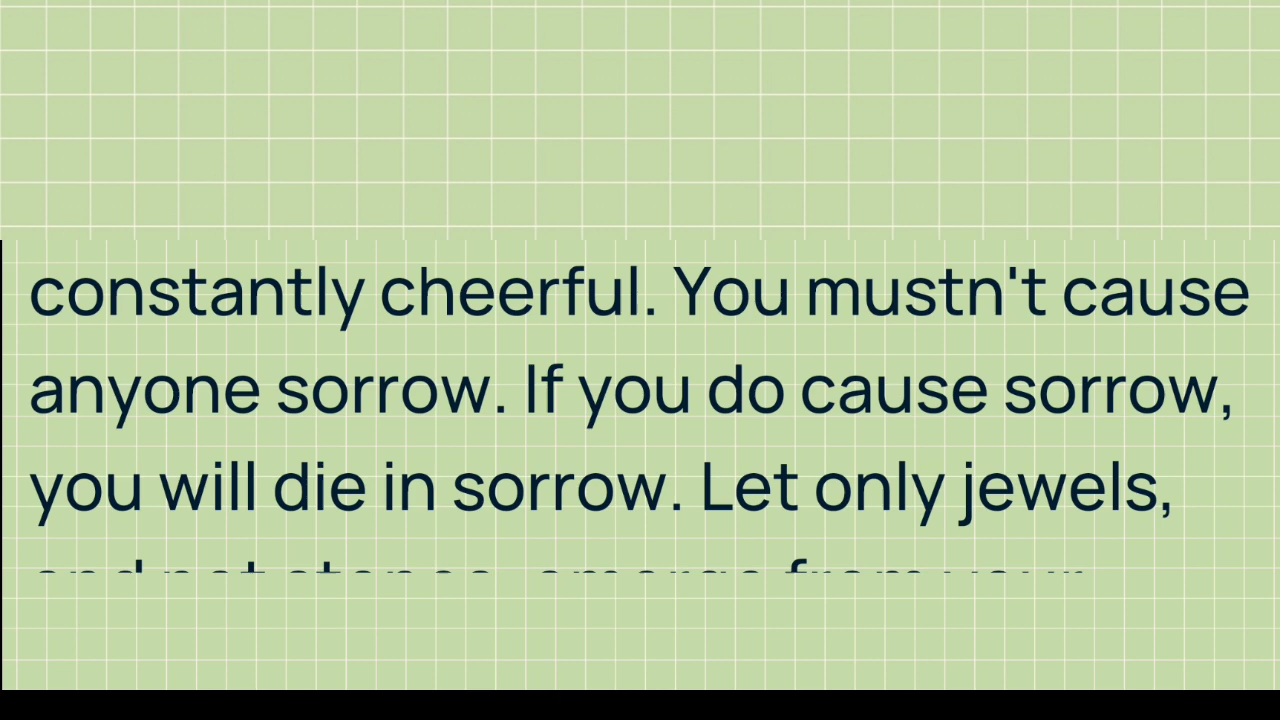 constantly cheerful. You mustn't cause
anyone sorrow. If you do cause sorrow,
you will die in sorrow. Let only jewels,